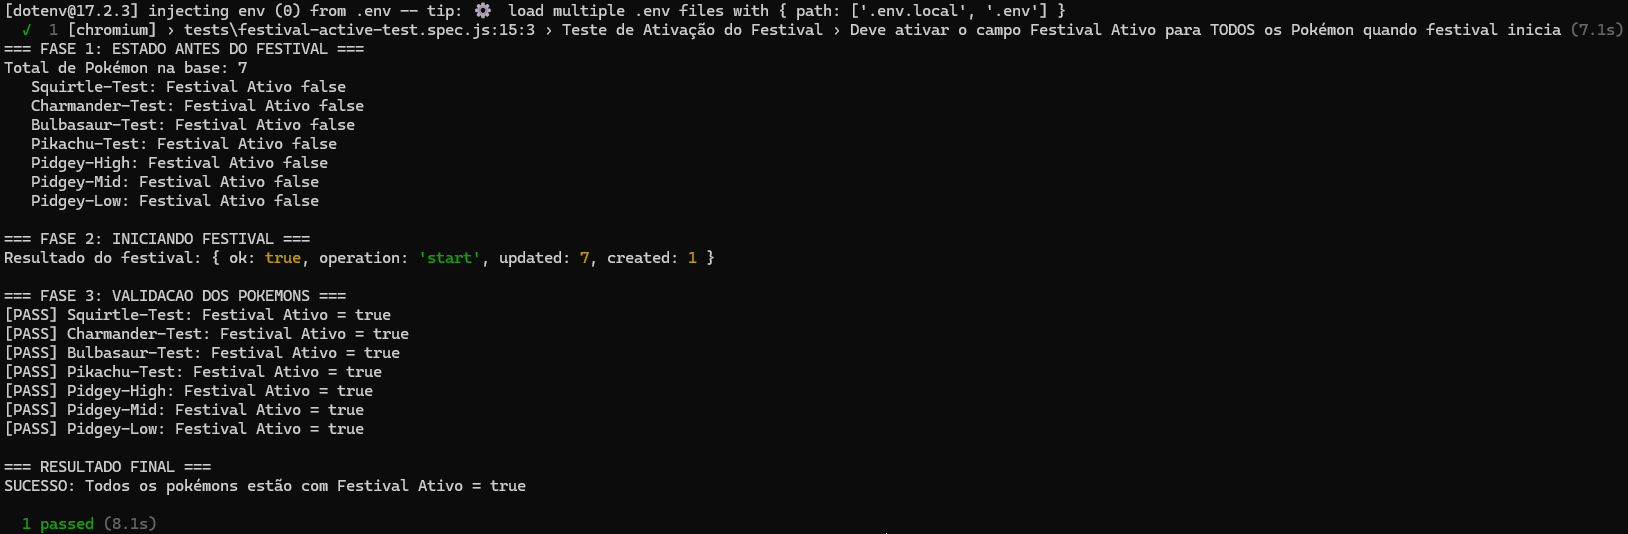 [dotenv@17.2.3] injecting env (0) from .env -- tip: ⚙ load multiple .env files with { path: ['.env.local', '.env'] }
✓ 1 [chromium] › tests\festival-active-test.spec.js:15:3 › Teste de Ativação do Festival › Deve ativar o campo Festival Ativo para TODOS os Pokémon quando festival inicia (7.1s)
=== FASE 1: ESTADO ANTES DO FESTIVAL ===
Total de Pokémon na base: 7
Squirtle-Test: Festival Ativo false
Charmander-Test: Festival Ativo false
Bulbasaur-Test: Festival Ativo false
Pikachu-Test: Festival Ativo false
Pidgey-High: Festival Ativo false
Pidgey-Mid: Festival Ativo false
Pidgey-Low: Festival Ativo false
=== FASE 2: INICIANDO FESTIVAL ===
Resultado do festival: { ok: true, operation: 'start', updated: 7, created: 1 }
=== FASE 3: VALIDACAO DOS POKEMONS ===
[PASS] Squirtle-Test: Festival Ativo = true
[PASS] Charmander-Test: Festival Ativo = true
[PASS] Bulbasaur-Test: Festival Ativo = true
[PASS] Pikachu-Test: Festival Ativo = true
[PASS] Pidgey-High: Festival Ativo = true
[PASS] Pidgey-Mid: Festival Ativo = true
[PASS] Pidgey-Low: Festival Ativo = true
=== RESULTADO FINAL ===
SUCESSO: Todos os pokémons estão com Festival Ativo = true
1 passed (8.1s)